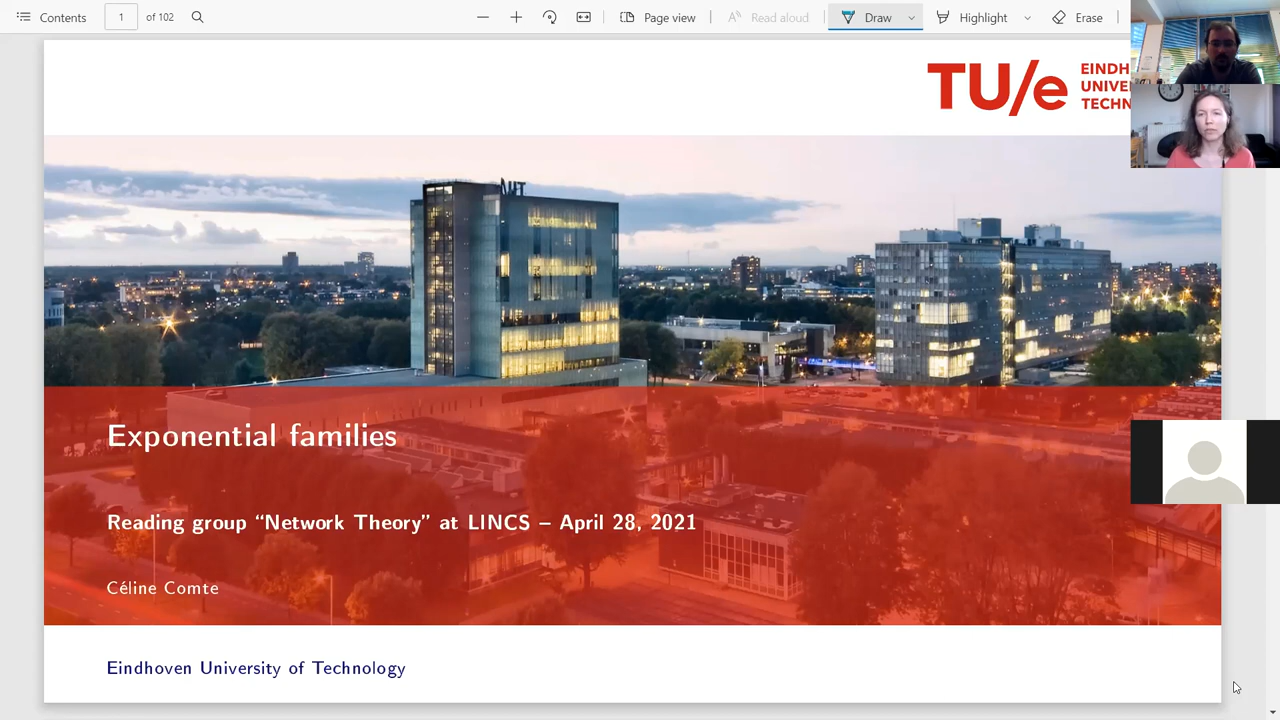 Contents
1
of 102
Page view
Read aloud
Draw
Highlight
Erase
TU/e
EINDH
UNIVE
TECHN
Exponential families
Reading group “Network Theory” at LINCS – April 28, 2021
Céline Comte
Eindhoven University of Technology